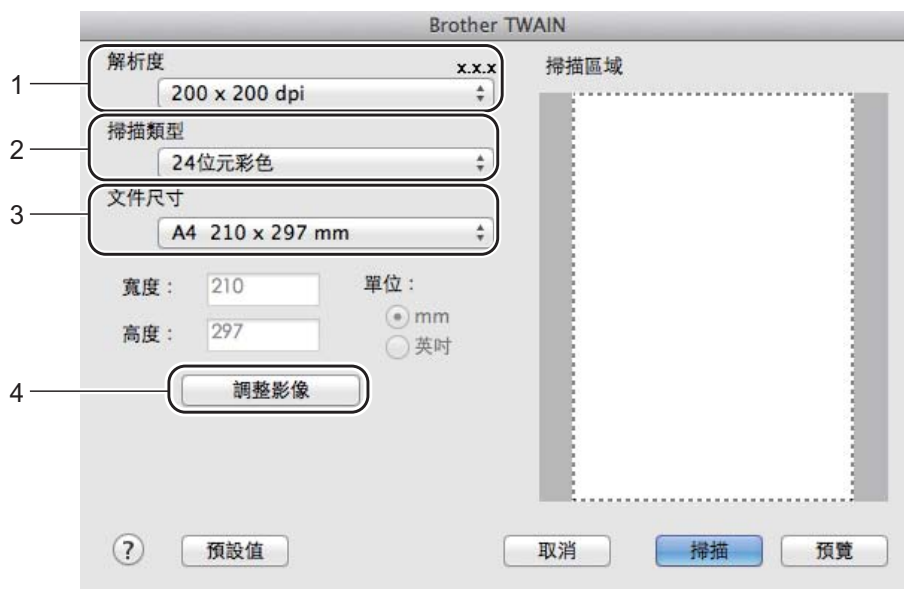 Brother TWAIN
解析度
x.x.x
掃描區域
1
200 x 200 dpi
掃描類型
2
24位元彩色
文件尺寸
3
A4 210 x 297 mm
寬度： 210 單位：
mm
高度： 297
英吋
4
調整影像
? 預設值 取消 掃描 預覽